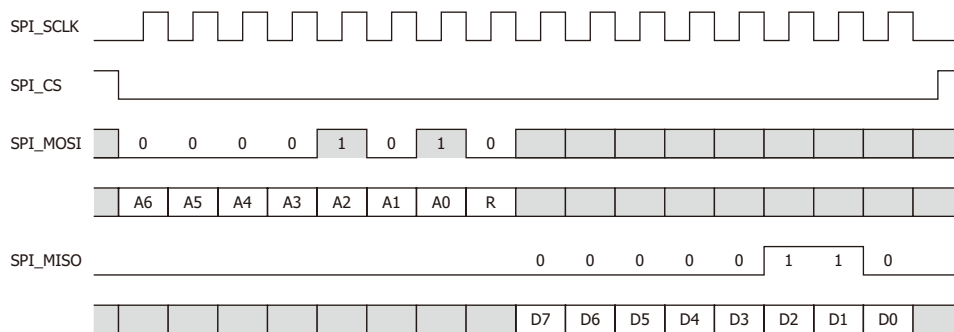 SPI_SCLK
SPI_CS
SPI_MOSI 0 0 0 0 1 0 1 0
A6 A5 A4 A3 A2 A1 A0 R
SPI_MISO 0 0 0 0 0 1 1 0
D7 D6 D5 D4 D3 D2 D1 D0